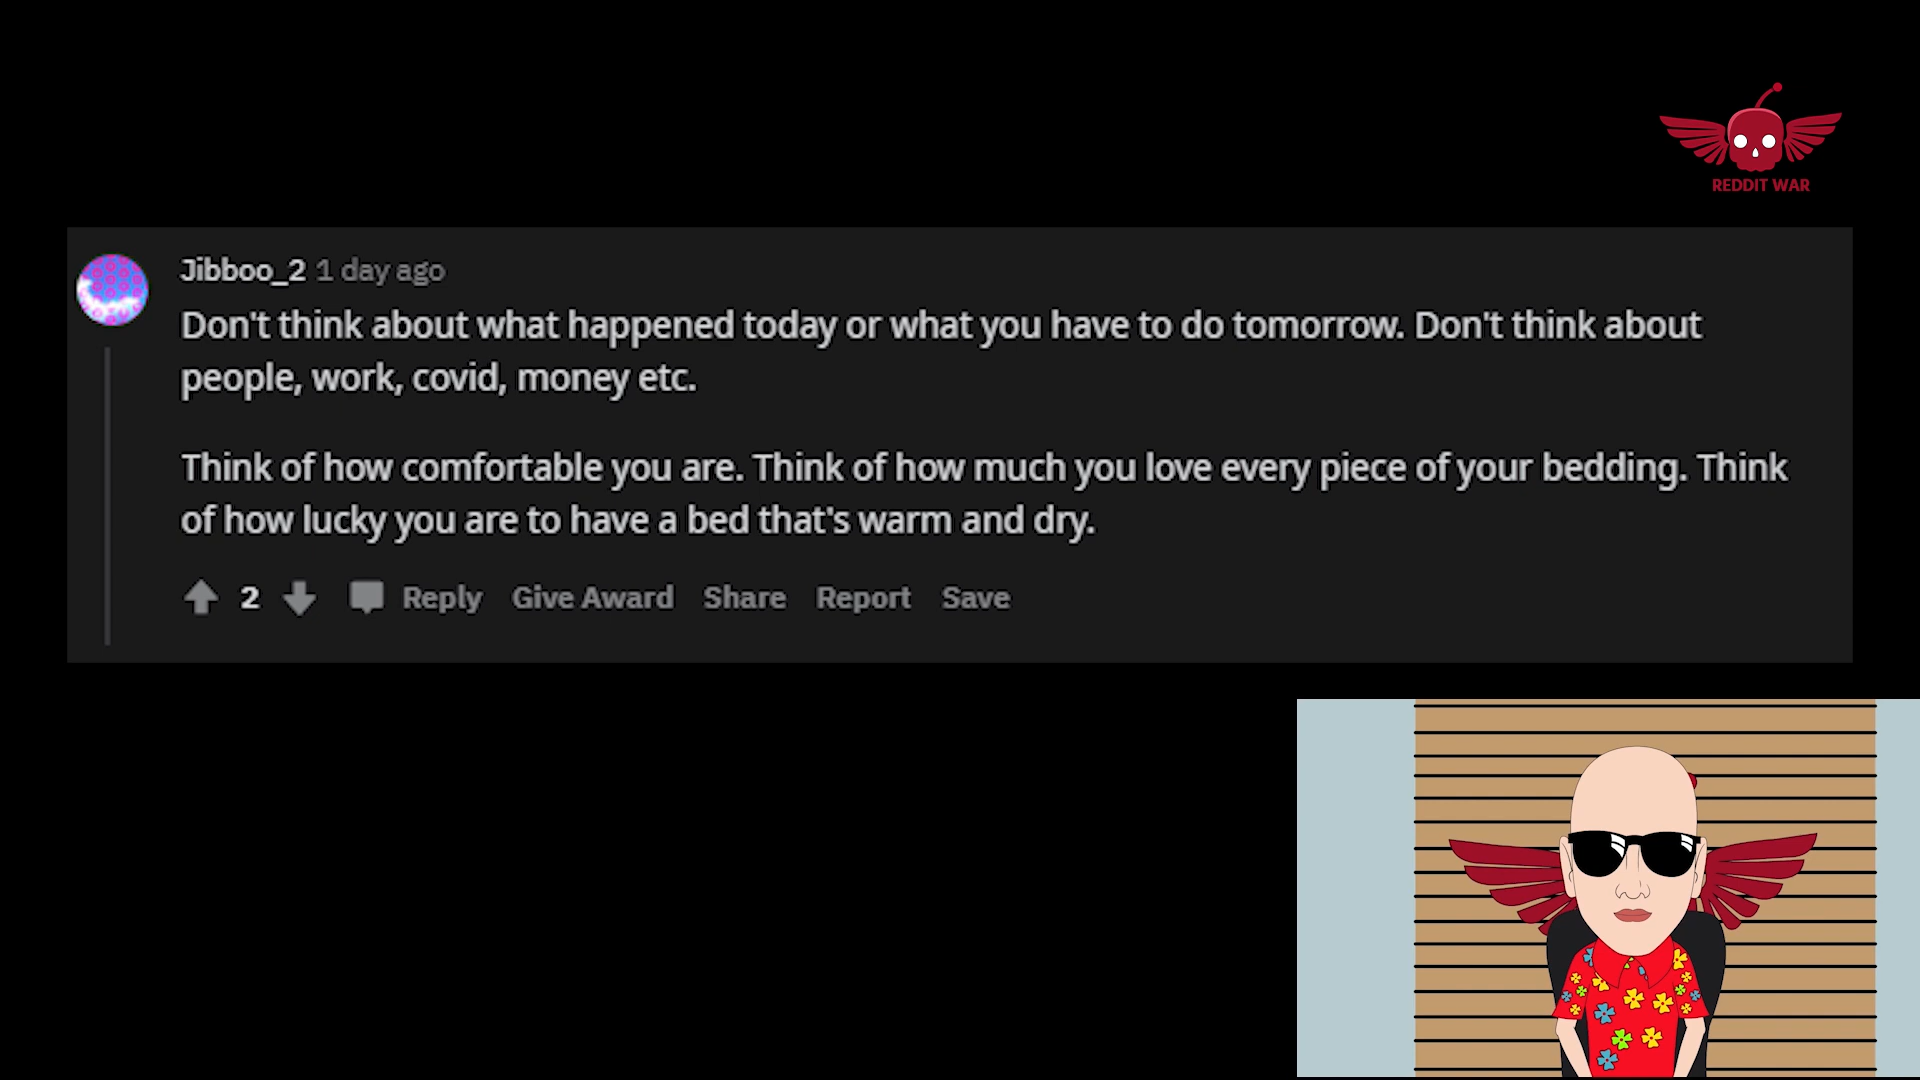 REDDIT WAR
Jibboo_2 1 day ago
Don't think about what happened today or what you have to do tomorrow. Don't think about
people, work, covid, money etc.
Think of how comfortable you are. Think of how much you love every piece of your bedding. Think
of how lucky you are to have a bed that's warm and dry.
2 Reply Give Award Share Report Save